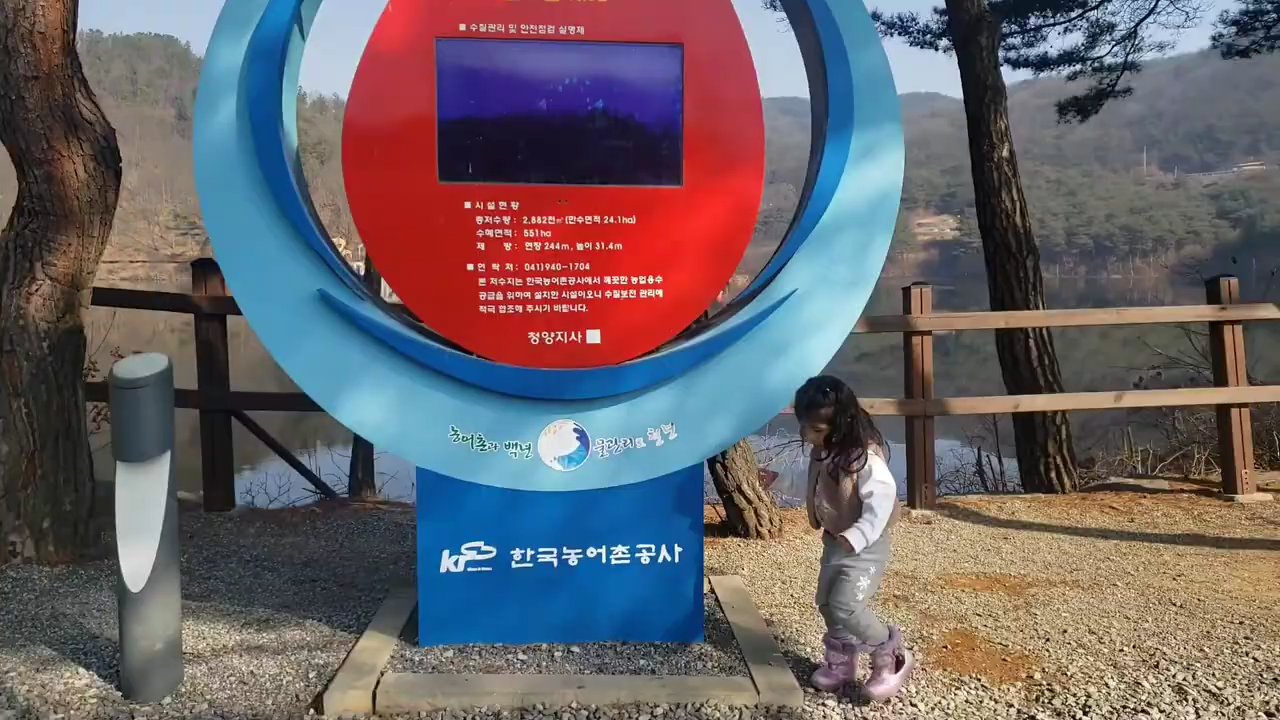 ■ 수질관리 및 안전점검 실명제
■ 시설현황
총저수량 : 2,882천㎥(만수면적 24.1ha)
수혜면적 : 551ha
제 방 : 연장 244m, 높이 31.4m
■ 연 락 처 : 041)940-1704
본 저수지는 한국농어촌공사에서 깨끗한 농업용수
공급을 위하여 설치한 시설이오니 수질보전 관리에
적극 협조해 주시기 바랍니다.
청양지사
농어촌과 백년 물관리로 천년
한국농어촌공사